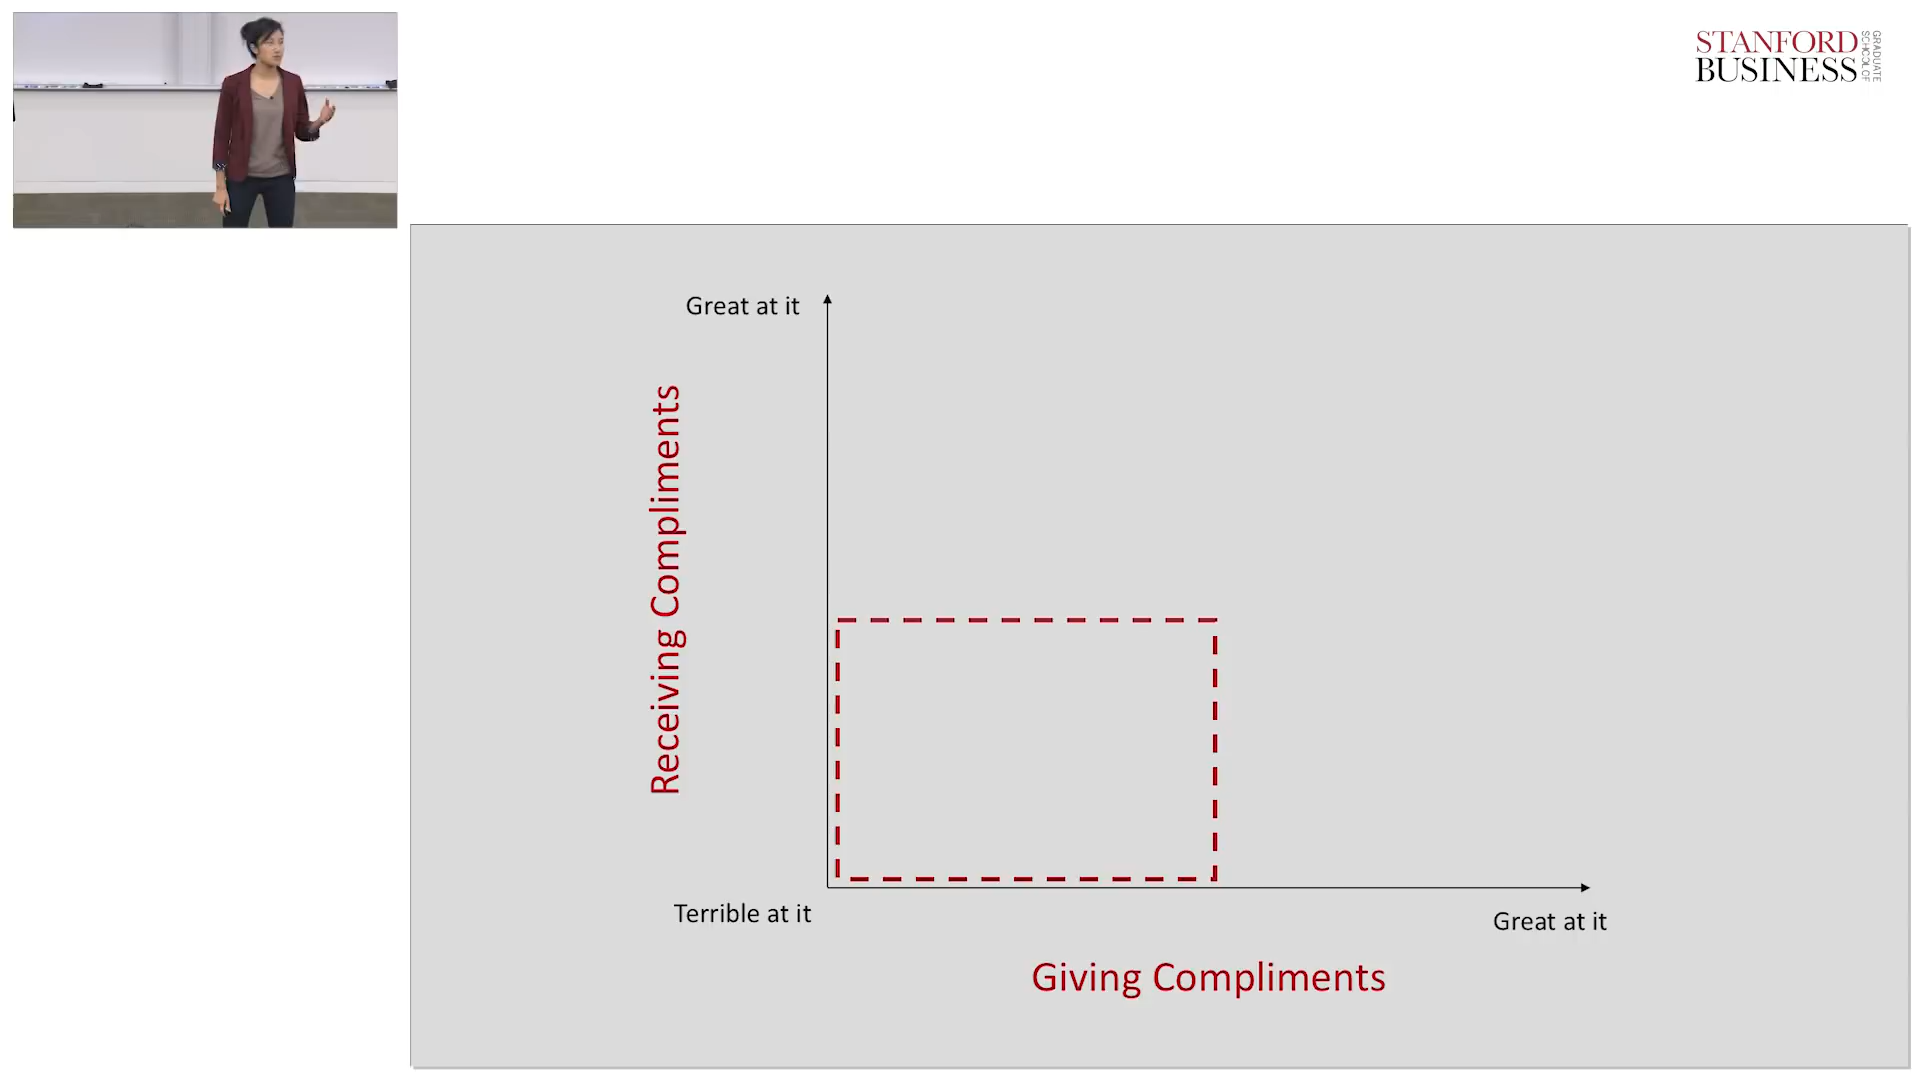 STANFORD
BUSINESS
GRADUATE
SCHOOL OF
Great at it
Receiving Compliments
Terrible at it
Great at it
Giving Compliments